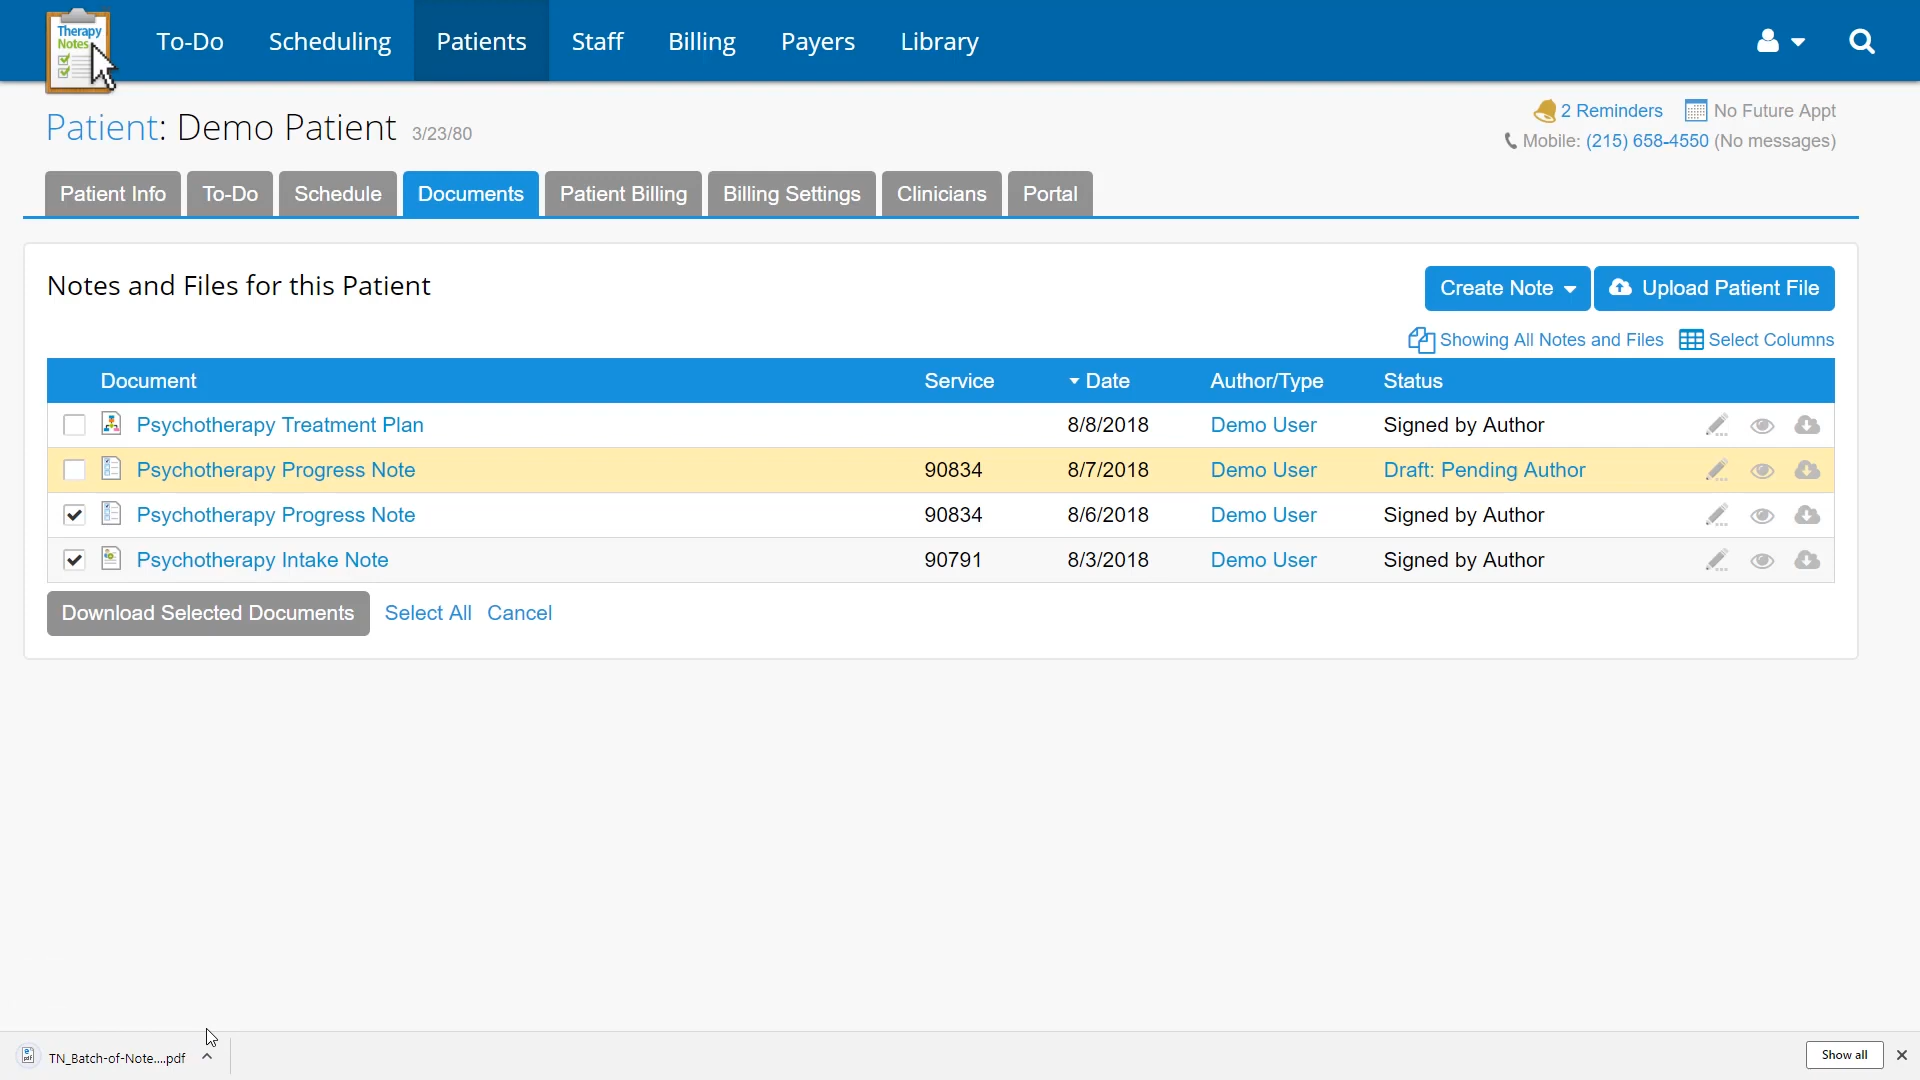 Therapy
Notes
To-Do Scheduling Patients Staff Billing Payers Library
Patient: Demo Patient 3/23/80
2 Reminders No Future Appt
Mobile: (215) 658-4550 (No messages)
Patient Info To-Do Schedule Documents Patient Billing Billing Settings Clinicians Portal
Notes and Files for this Patient
Create Note Upload Patient File
Showing All Notes and Files Select Columns
Document Service Date Author/Type Status
Psychotherapy Treatment Plan 8/8/2018 Demo User Signed by Author
Psychotherapy Progress Note 90834 8/7/2018 Demo User Draft: Pending Author
Psychotherapy Progress Note 90834 8/6/2018 Demo User Signed by Author
Psychotherapy Intake Note 90791 8/3/2018 Demo User Signed by Author
Download Selected Documents Select All Cancel
TN_Batch-of-Note....pdf Show all